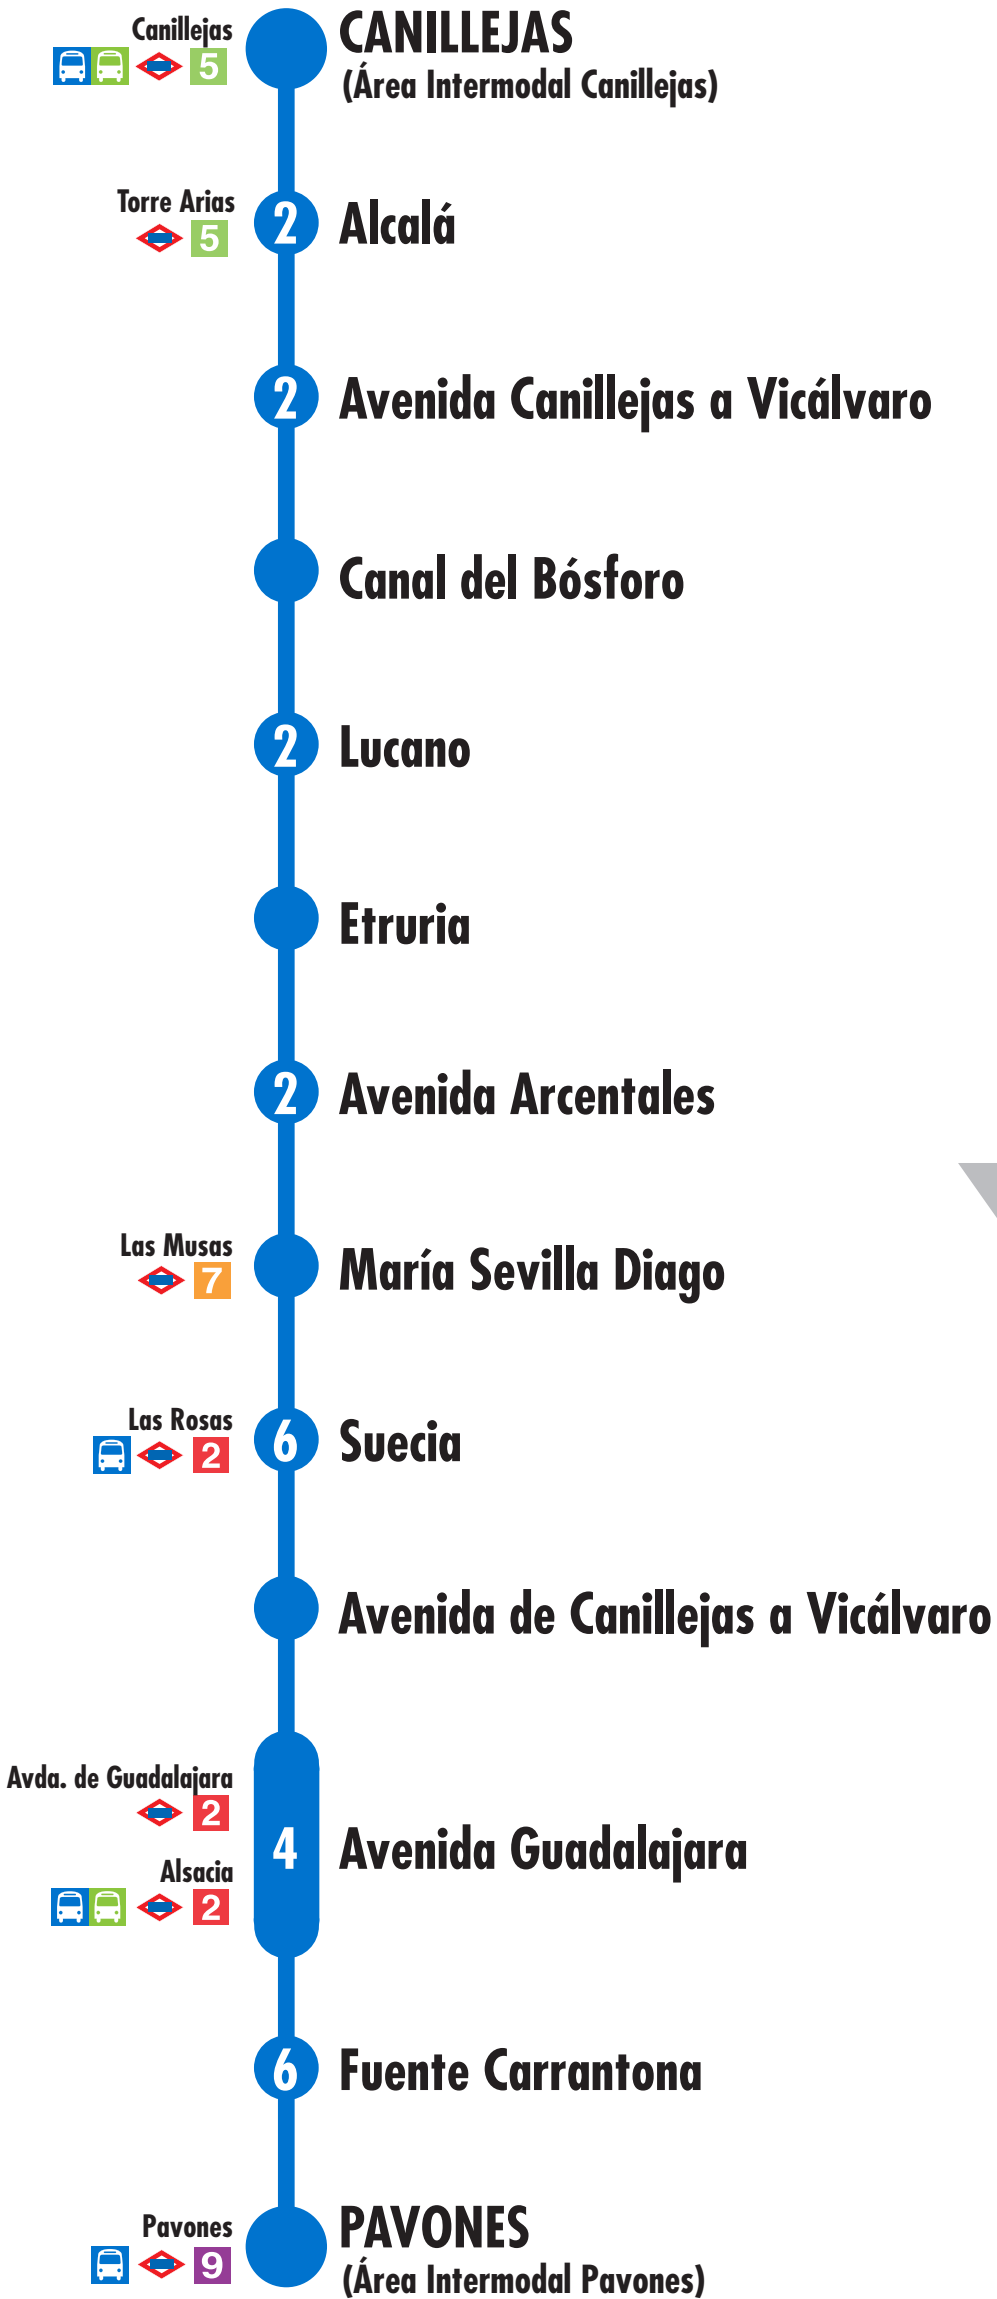 Canillejas
5
CANILLEJAS
(Área Intermodal Canillejas)
Torre Arias
5
2
Alcalá
2
Avenida Canillejas a Vicálvaro
Canal del Bósforo
2
Lucano
Etruria
2
Avenida Arcentales
Las Musas
7
María Sevilla Diago
Las Rosas
2
6
Suecia
Avenida de Canillejas a Vicálvaro
Avda. de Guadalajara
2
Alsacia
2
4
Avenida Guadalajara
6
Fuente Carrantona
Pavones
9
PAVONES
(Área Intermodal Pavones)